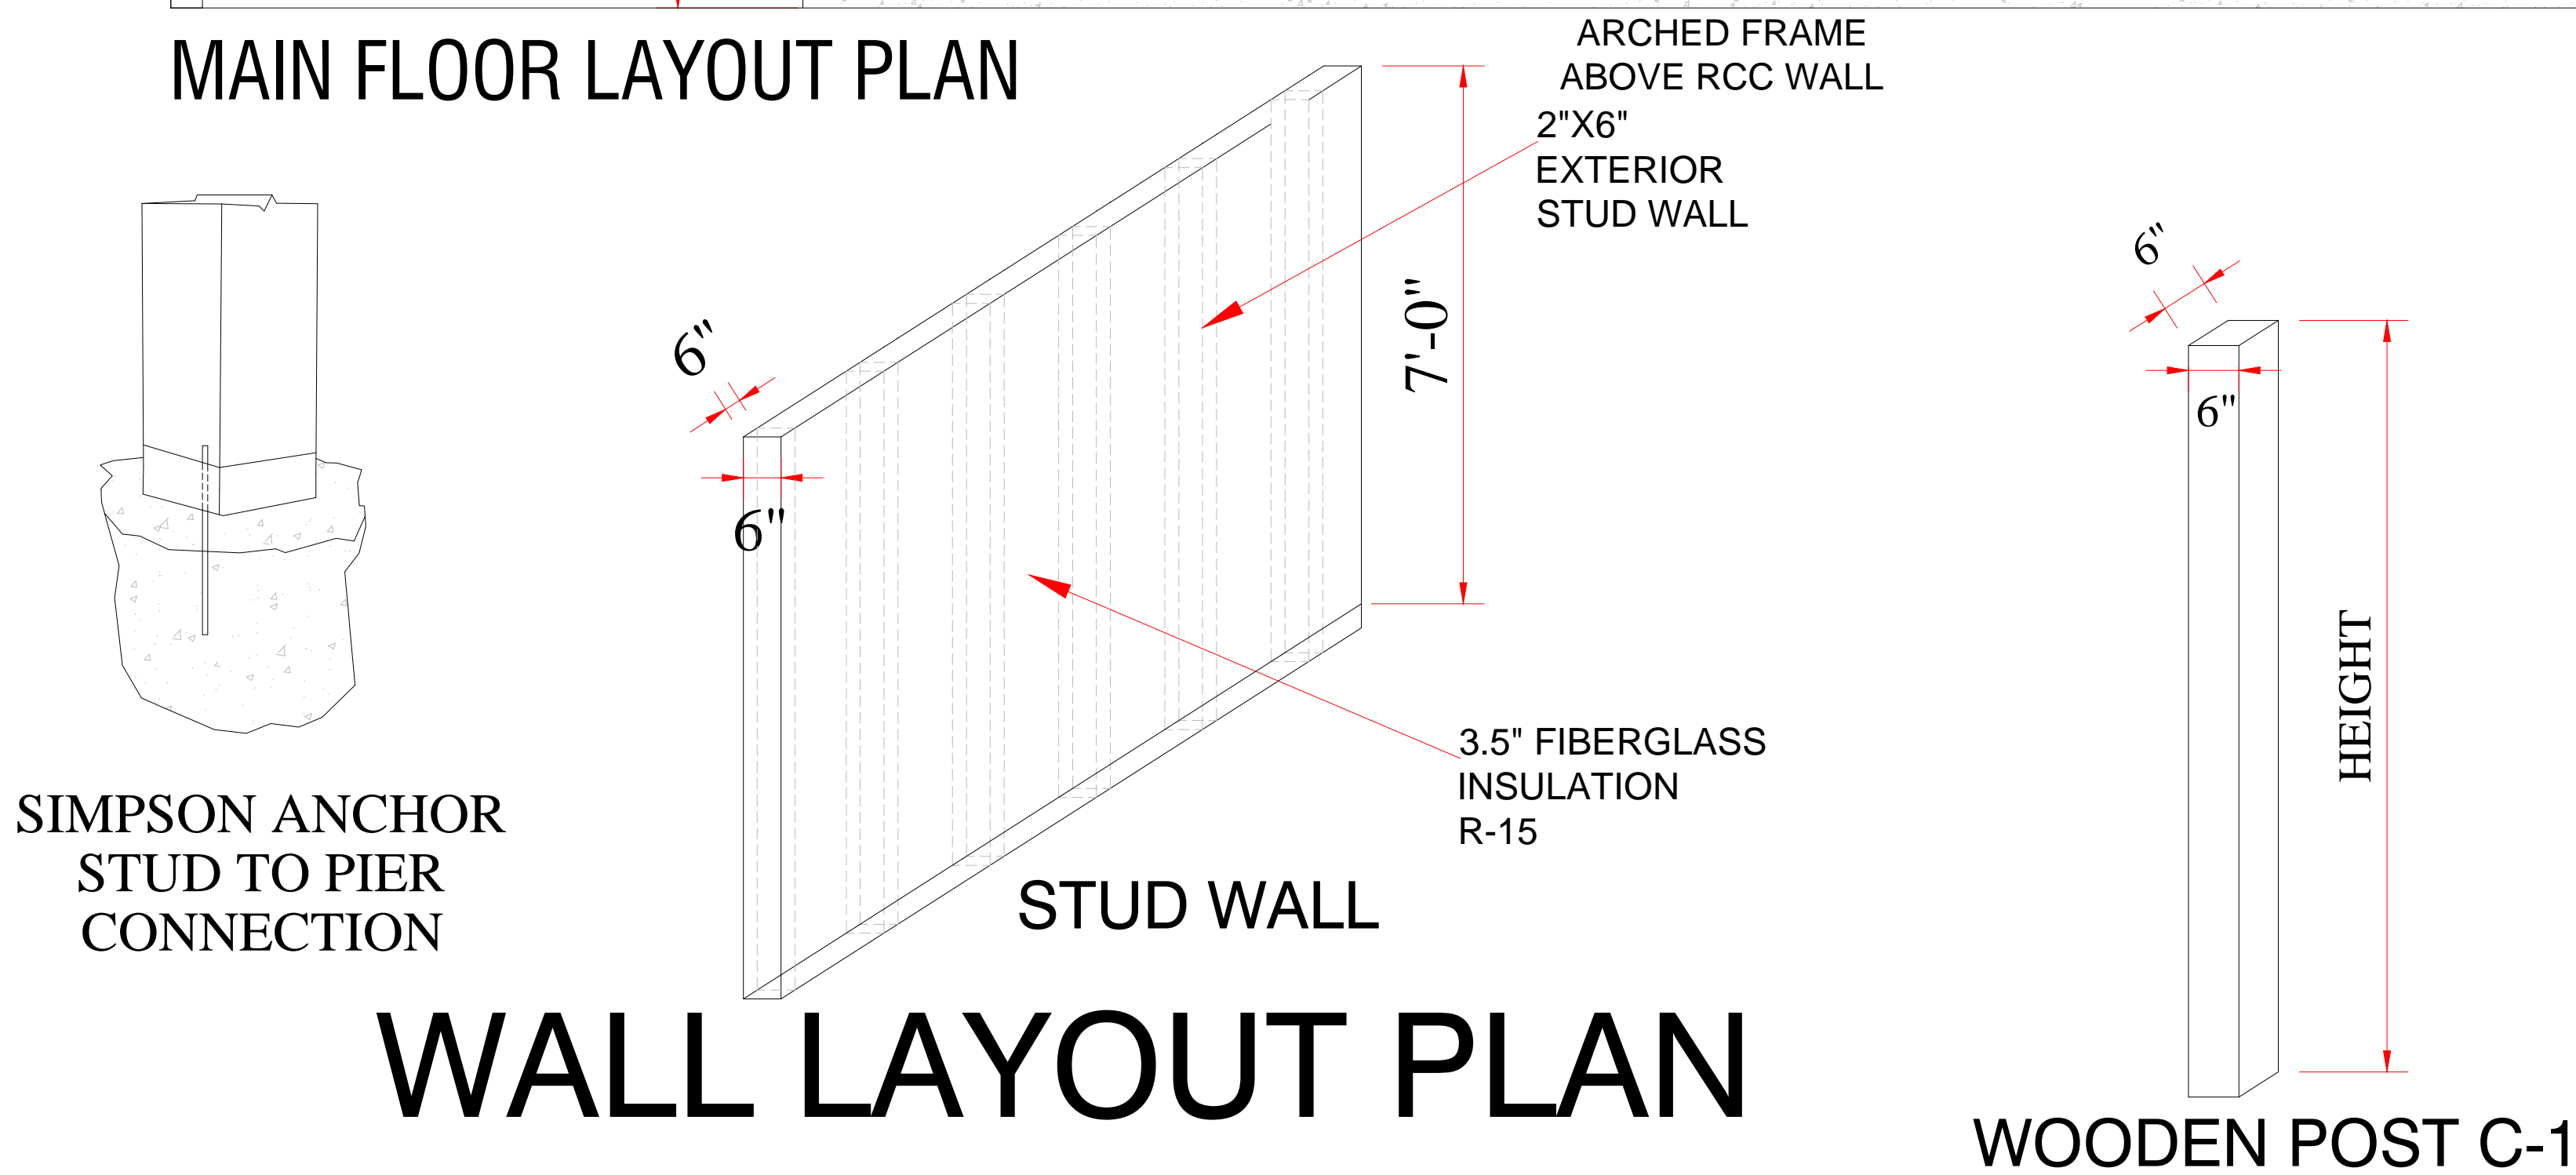 MAIN FLOOR LAYOUT PLAN
ARCHED FRAME
ABOVE RCC WALL
2"X6"
EXTERIOR
STUD WALL
6"
6"
7'-0"
3.5" FIBERGLASS
INSULATION
R-15
STUD WALL
SIMPSON ANCHOR
STUD TO PIER
CONNECTION
WALL LAYOUT PLAN
6"
6"
HEIGHT
WOODEN POST C-1